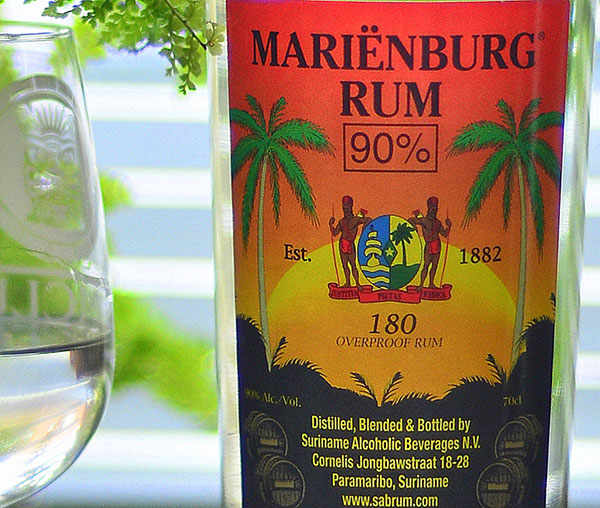 MARIËNBURG®
RUM
90%
Est. 1882
JUSTITIA PIETAS FIDES
180
OVERPROOF RUM
90% Alc./Vol. 70cl
Distilled, Blended & Bottled by
Suriname Alcoholic Beverages N.V.
Cornelis Jongbawstraat 18-28
Paramaribo, Suriname
www.sabrum.com